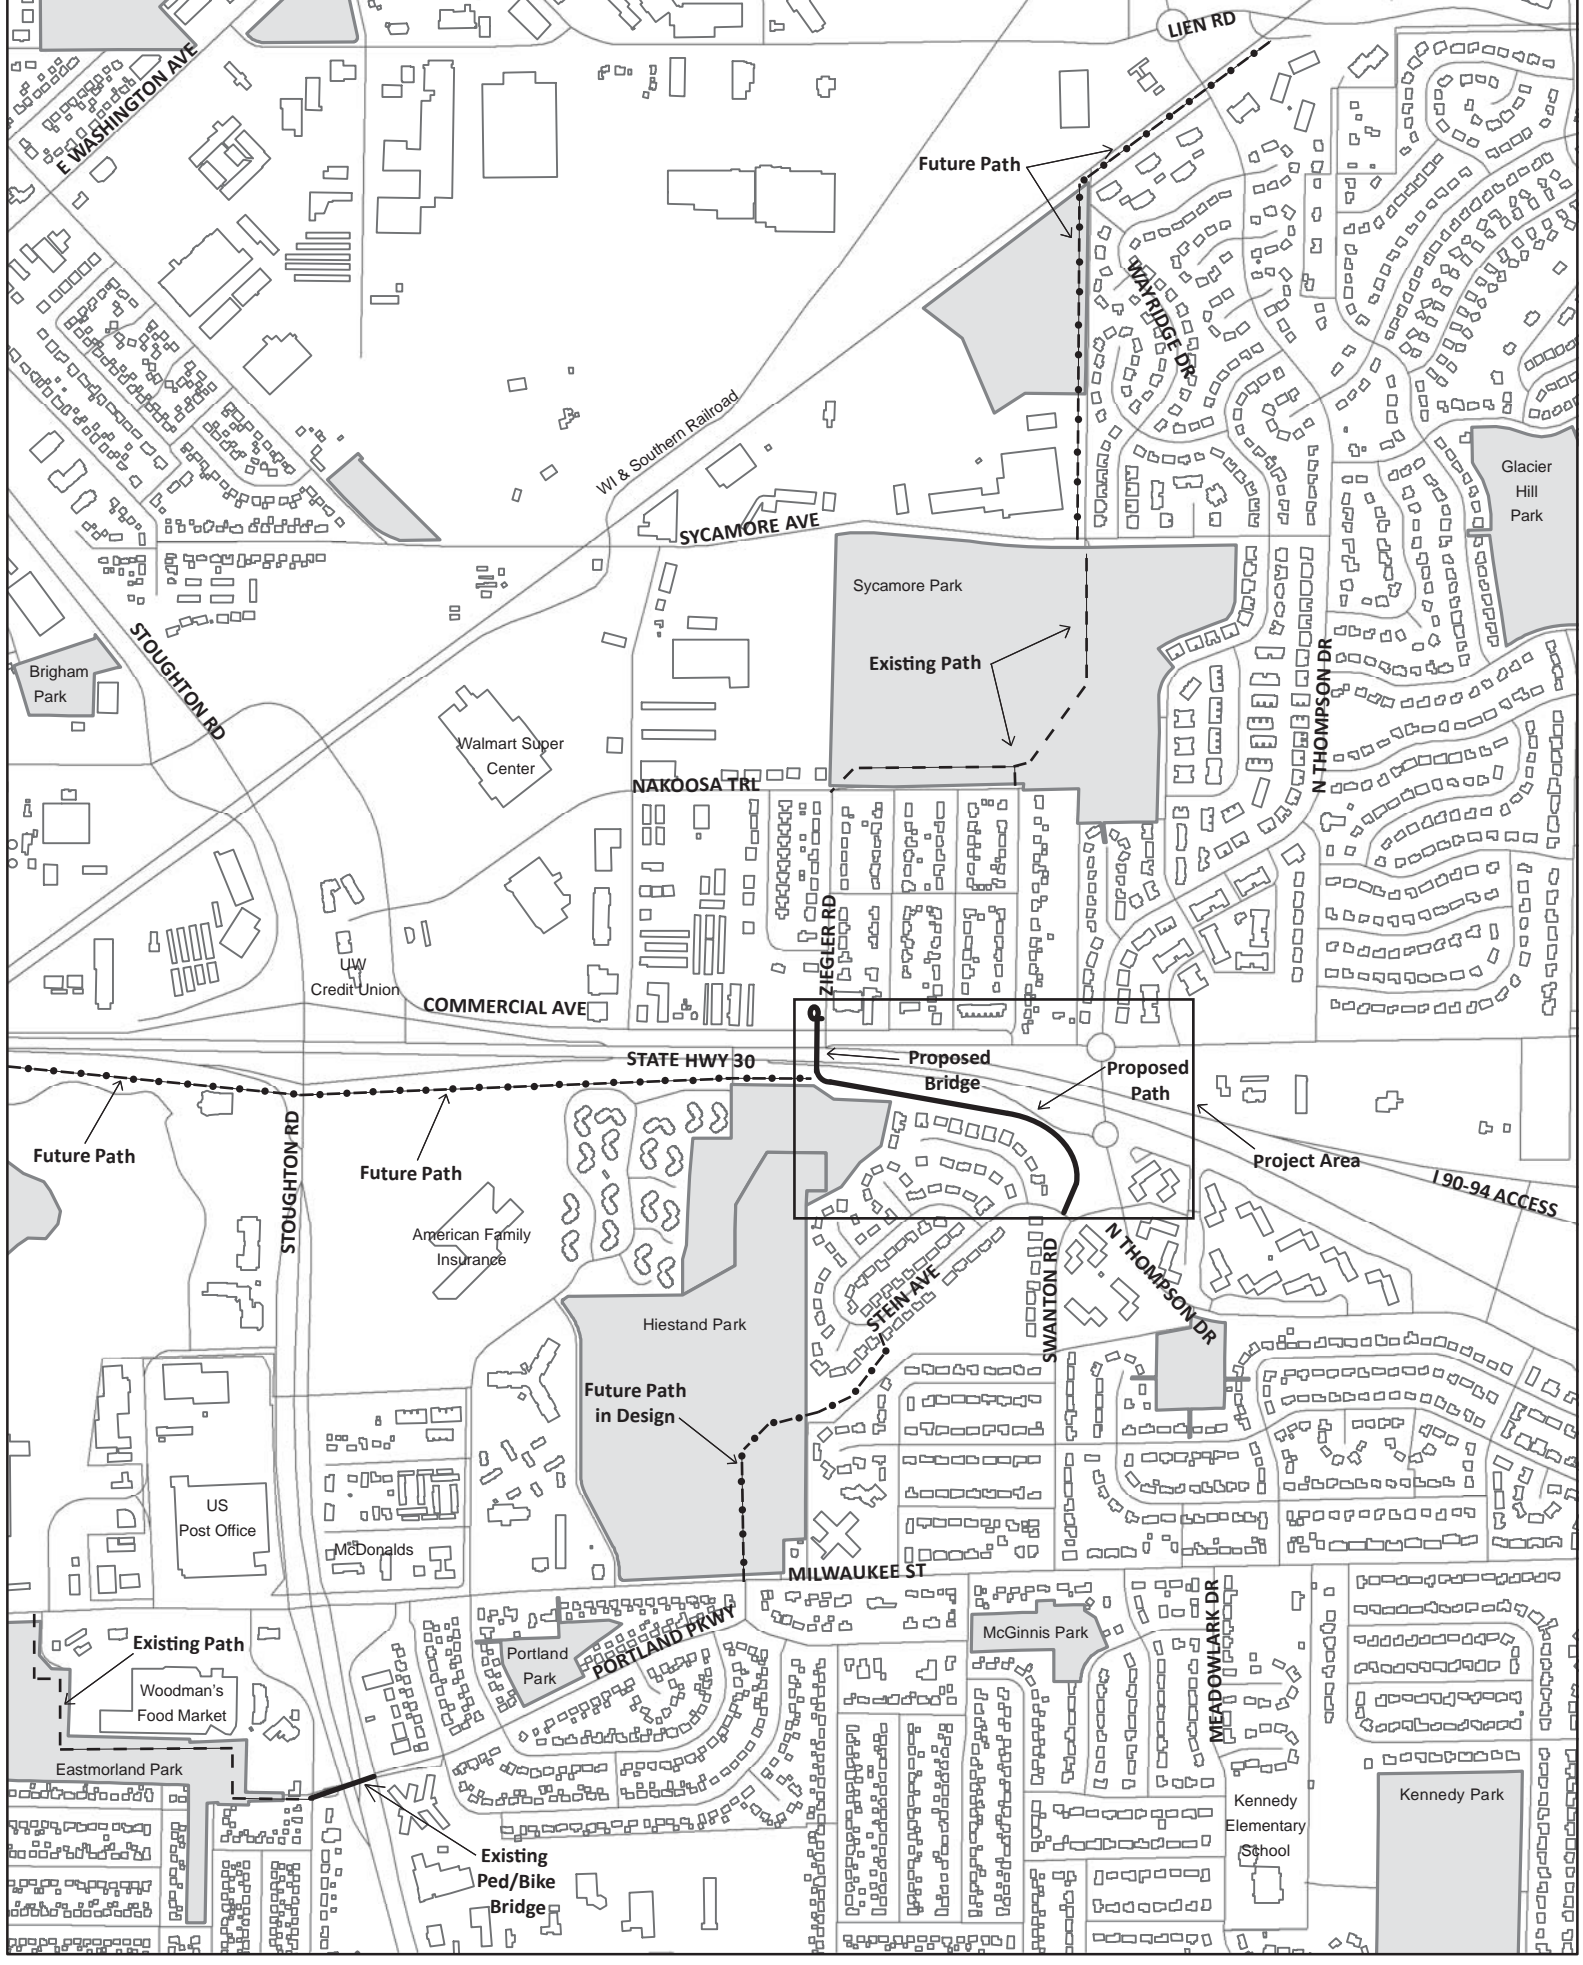 LIEN RD
E WASHINGTON AVE
Future Path
WAYRIDGE DR
WI & Southern Railroad
Glacier
Hill
Park
SYCAMORE AVE
Sycamore Park
STOUGHTON RD
Brigham
Park
Existing Path
N THOMPSON DR
Walmart Super
Center
NAKOOSA TRL
ZIEGLER RD
UW
Credit Union
COMMERCIAL AVE
STATE HWY 30
Proposed
Bridge
Proposed
Path
Future Path
Future Path
STOUGHTON RD
Project Area
I 90-94 ACCESS
American Family
Insurance
N THOMPSON DR
SWANTON RD
STEIN AVE
Hiestand Park
Future Path
in Design
US
Post Office
McDonalds
MILWAUKEE ST
MEADOWLARK DR
Existing Path
Portland
Park
PORTLAND PKWY
McGinnis Park
Woodman's
Food Market
Eastmorland Park
Kennedy Park
Kennedy
Elementary
School
Existing
Ped/Bike
Bridge